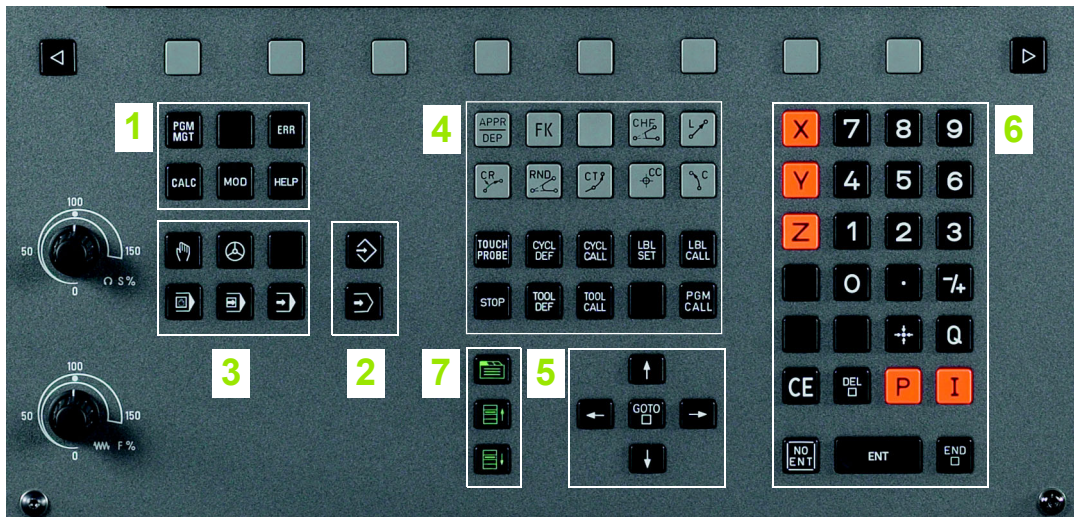 1
PGM
MGT
ERR
CALC
MOD
HELP
100
50
150
0
S%
3
2
100
50
150
0
F%
4
APPR
DEP
FK
CHF
L
CR
RND
CT
CC
C
TOUCH
PROBE
CYCL
DEF
CYCL
CALL
LBL
SET
LBL
CALL
STOP
TOOL
DEF
TOOL
CALL
PGM
CALL
7
5
GOTO
6
X 7 8 9
Y 4 5 6
Z 1 2 3
0 . -/+
Q
CE
DEL
P I
NO
ENT
ENT
END